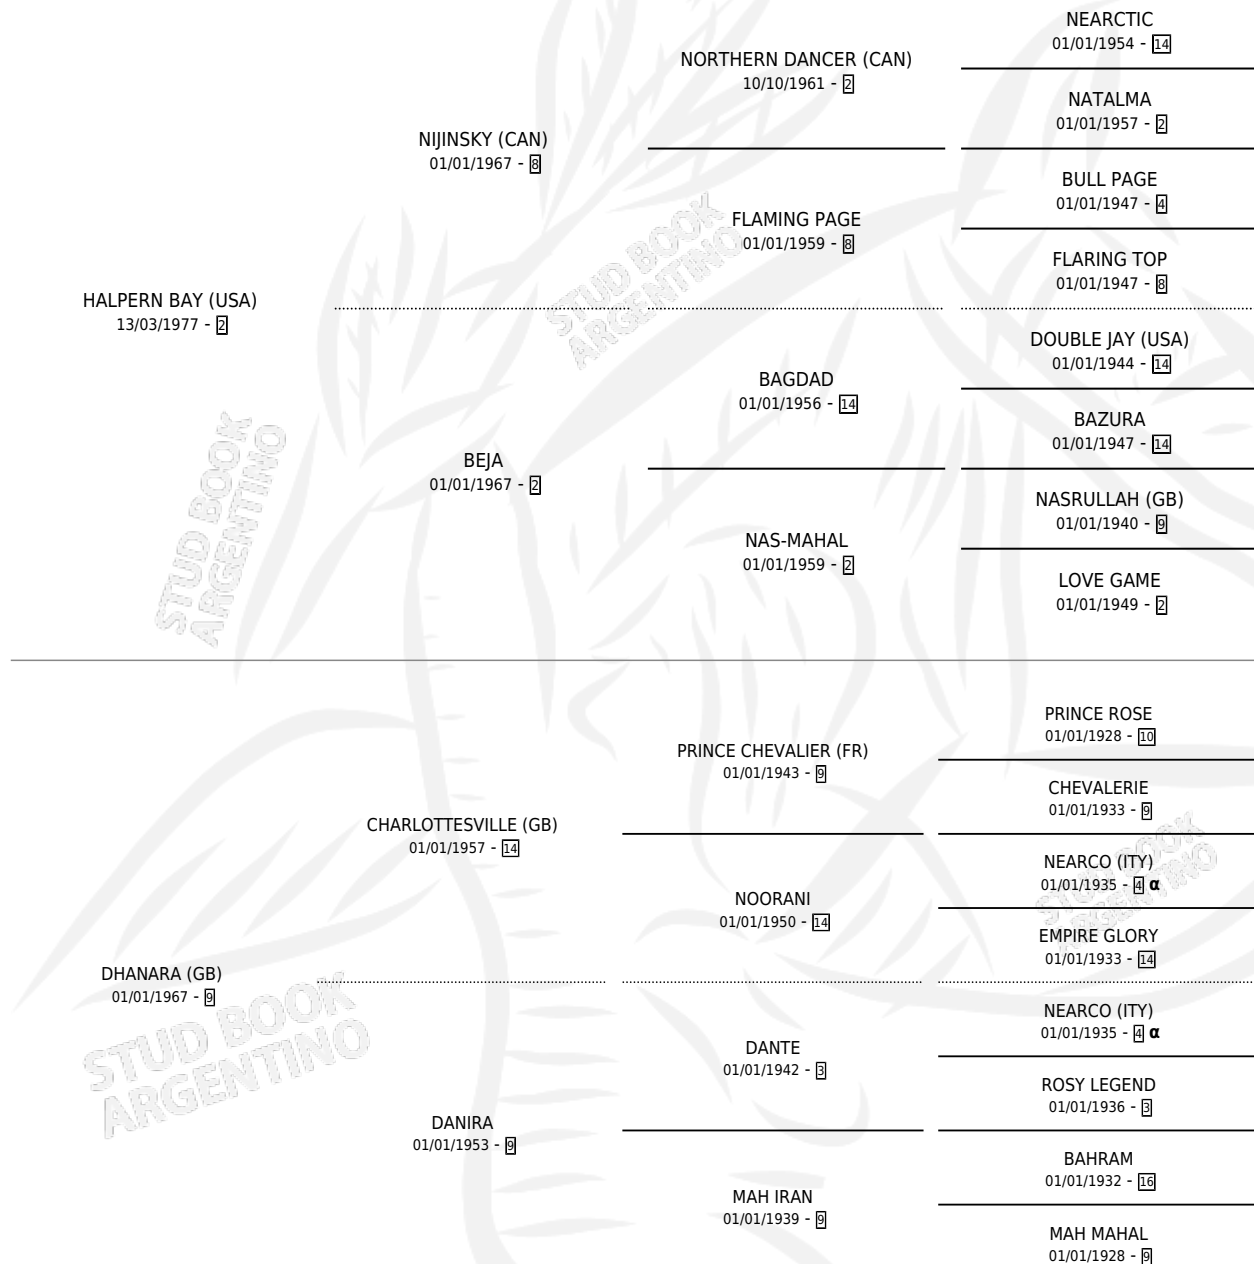 NEARCTIC
01/01/1954 - 14
NORTHERN DANCER (CAN)
10/10/1961 - 2
NATALMA
01/01/1957 - 2
NIJINSKY (CAN)
01/01/1967 - 8
BULL PAGE
01/01/1947 - 4
FLAMING PAGE
01/01/1959 - 8
FLARING TOP
01/01/1947 - 8
STUD BOOK
ARGENTINO
HALPERN BAY (USA)
13/03/1977 - 2
DOUBLE JAY (USA)
01/01/1944 - 14
BAGDAD
01/01/1956 - 14
BAZURA
01/01/1947 - 14
BEJA
01/01/1967 - 2
NASRULLAH (GB)
01/01/1940 - 9
NAS-MAHAL
01/01/1959 - 2
LOVE GAME
01/01/1949 - 2
STUD BOOK
ARGENTINO
PRINCE ROSE
01/01/1928 - 10
PRINCE CHEVALIER (FR)
01/01/1943 - 9
CHEVALERIE
01/01/1933 - 9
CHARLOTTESVILLE (GB)
01/01/1957 - 14
NEARCO (ITY)
01/01/1935 - 4 α
NOORANI
01/01/1950 - 14
EMPIRE GLORY
01/01/1933 - 14
STUD BOOK
ARGENTINO
DHANARA (GB)
01/01/1967 - 9
NEARCO (ITY)
01/01/1935 - 4 α
DANTE
01/01/1942 - 3
ROSY LEGEND
01/01/1936 - 3
DANIRA
01/01/1953 - 9
BAHRAM
01/01/1932 - 16
MAH IRAN
01/01/1939 - 9
MAH MAHAL
01/01/1928 - 9
STUD BOOK
ARGENTINO